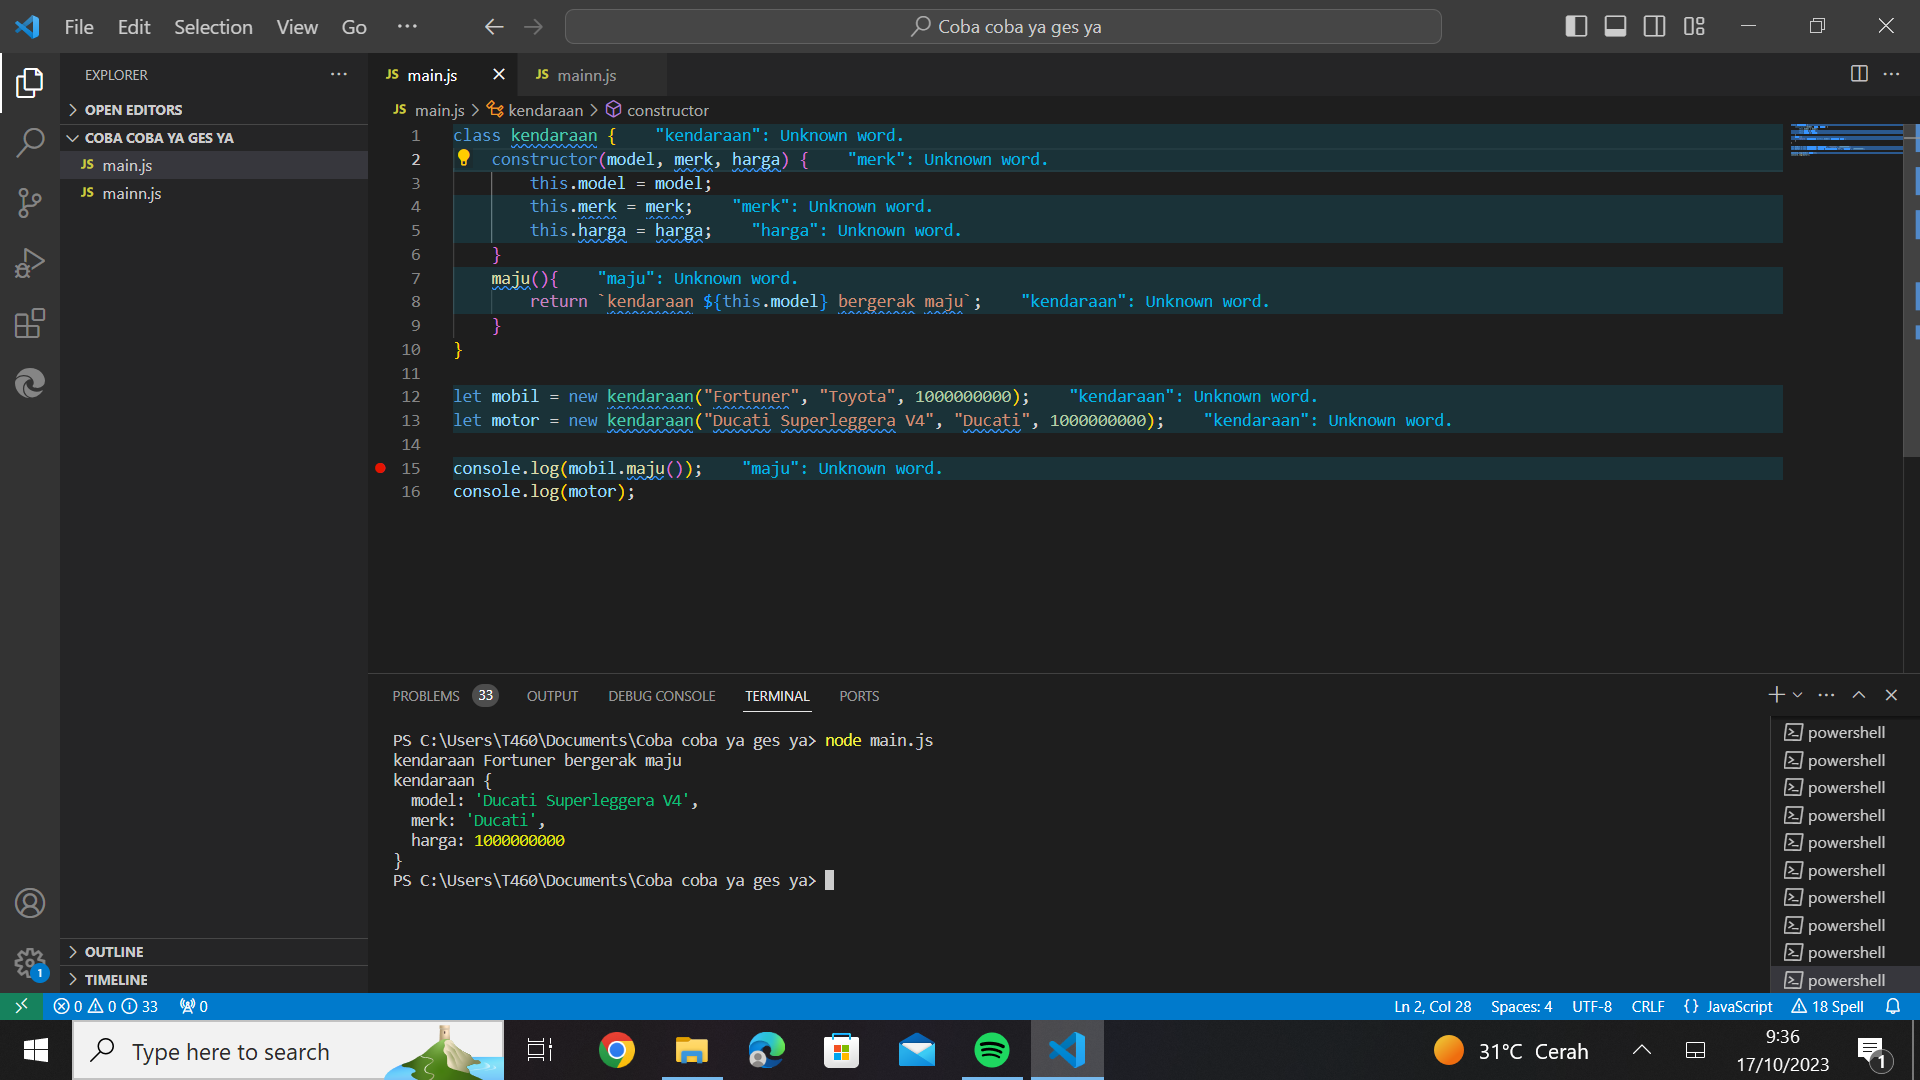 File Edit Selection View Go ···
Coba coba ya ges ya
EXPLORER
OPEN EDITORS
COBA COBA YA GES YA
JS main.js
JS mainn.js
OUTLINE
TIMELINE
JS main.js
JS mainn.js
JS main.js > kendaraan > constructor
1 class kendaraan { "kendaraan": Unknown word.
2 constructor(model, merk, harga) { "merk": Unknown word.
3 this.model = model;
4 this.merk = merk; "merk": Unknown word.
5 this.harga = harga; "harga": Unknown word.
6 }
7 maju(){ "maju": Unknown word.
8 return `kendaraan ${this.model} bergerak maju`; "kendaraan": Unknown word.
9 }
10 }
11
12 let mobil = new kendaraan("Fortuner", "Toyota", 1000000000); "kendaraan": Unknown word.
13 let motor = new kendaraan("Ducati Superleggera V4", "Ducati", 1000000000); "kendaraan": Unknown word.
14
15 console.log(mobil.maju()); "maju": Unknown word.
16 console.log(motor);
PROBLEMS 33 OUTPUT DEBUG CONSOLE TERMINAL PORTS
PS C:\Users\T460\Documents\Coba coba ya ges ya> node main.js
kendaraan Fortuner bergerak maju
kendaraan {
model: 'Ducati Superleggera V4',
merk: 'Ducati',
harga: 1000000000
}
PS C:\Users\T460\Documents\Coba coba ya ges ya>
powershell
powershell
powershell
powershell
powershell
powershell
powershell
powershell
powershell
powershell
1
0 0 33 0
Ln 2, Col 28 Spaces: 4 UTF-8 CRLF {} JavaScript 18 Spell
Type here to search
31°C Cerah
9:36
17/10/2023
1